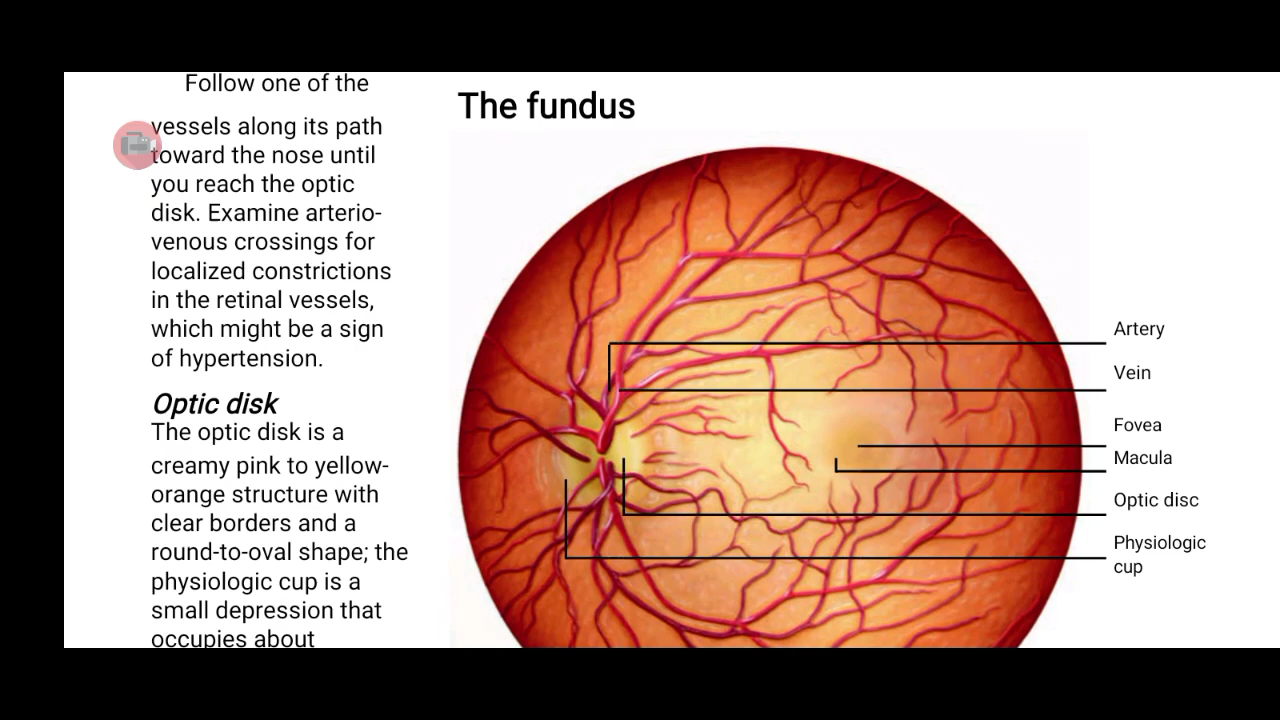 Follow one of the
vessels along its path
toward the nose until
you reach the optic
disk. Examine arterio-
venous crossings for
localized constrictions
in the retinal vessels,
which might be a sign
of hypertension.
Optic disk
The optic disk is a
creamy pink to yellow-
orange structure with
clear borders and a
round-to-oval shape; the
physiologic cup is a
small depression that
occupies about
The fundus
Artery
Vein
Fovea
Macula
Optic disc
Physiologic
cup